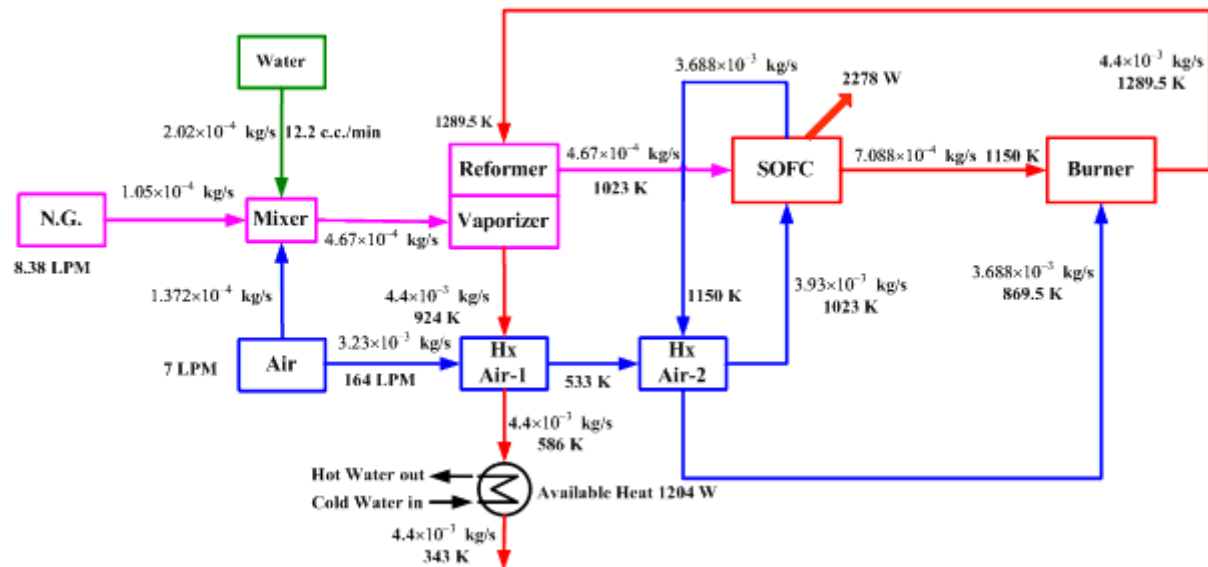 4.4×10⁻³ kg/s
1289.5 K
3.688×10⁻³ kg/s
2278 W
Water
2.02×10⁻⁴ kg/s 12.2 c.c./min
1289.5 K
Reformer
Vaporizer
4.67×10⁻⁴ kg/s
1023 K
SOFC
7.088×10⁻⁴ kg/s 1150 K
Burner
1.05×10⁻⁴ kg/s
N.G.
8.38 LPM
Mixer
4.67×10⁻⁴ kg/s
1.372×10⁻⁴ kg/s
4.4×10⁻³ kg/s
924 K
1150 K
3.93×10⁻³ kg/s
1023 K
3.688×10⁻³ kg/s
869.5 K
7 LPM
Air
3.23×10⁻³ kg/s
164 LPM
Hx
Air-1
533 K
Hx
Air-2
4.4×10⁻³ kg/s
586 K
Hot Water out
Cold Water in
Available Heat 1204 W
4.4×10⁻³ kg/s
343 K